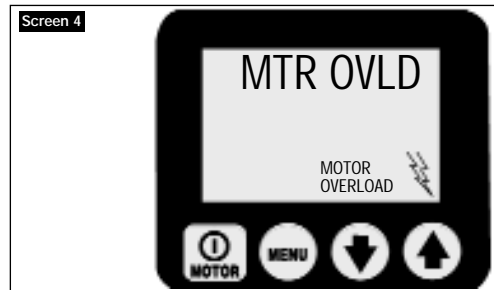 Screen 4
MTR OVLD
MOTOR
OVERLOAD
MOTOR
MENU